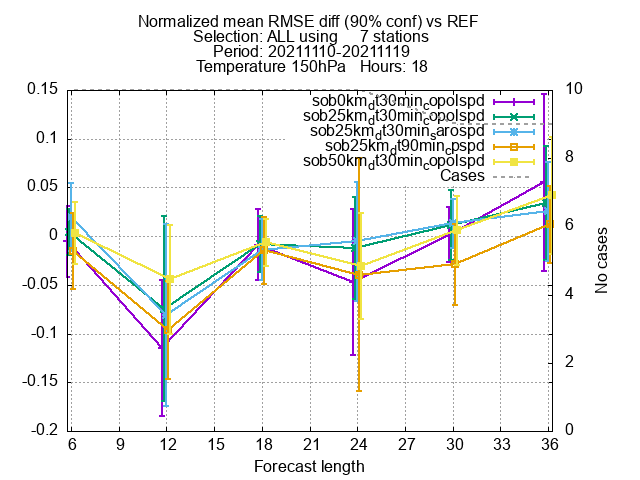 Normalized mean RMSE diff (90% conf) vs REF
Selection: ALL using 7 stations
Period: 20211110-20211119
Temperature 150hPa Hours: 18
0.15 10
sob0km_dt30min_copolspd
sob25km_dt30min_copolspd
0.1
sob25km_dt30min_sarospd
sob25km_dt90min_cpspd
sob50km_dt30min_copolspd
8
Cases
0.05
0 6
-0.05
4
-0.1
2
-0.15
-0.2 0
No cases
6 9 12 15 18 21 24 27 30 33 36
Forecast length